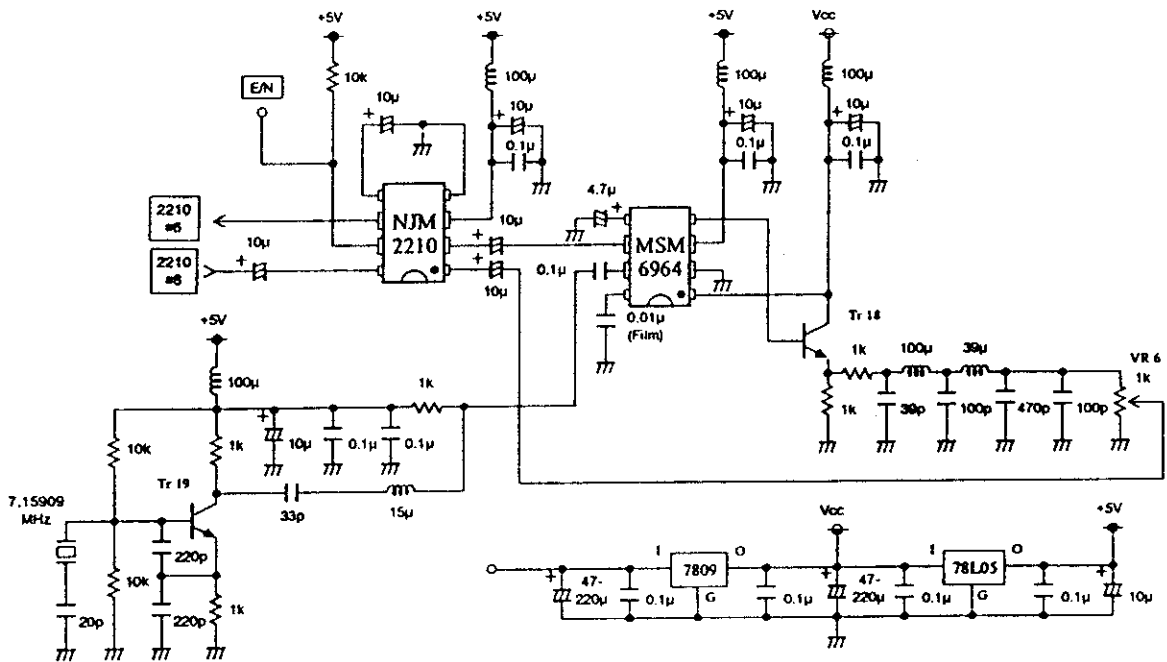 +5V
+5V
+5V
Vcc
10k
100μ
100μ
100μ
E/N
10μ
10μ
10μ
10μ
0.1μ
0.1μ
0.1μ
2210
#6
NJM
2210
10μ
4.7μ
MSM
6964
2210
#6
10μ
10μ
0.1μ
0.01μ
(Film)
Tr 18
+5V
100μ
1k
1k
100μ
39μ
VR 6
1k
1k
39p
100p
470p
100p
10k
1k
10μ
0.1μ
0.1μ
Tr 19
33p
15μ
7,15909
MHz
220p
10k
220p
1k
20p
Vcc
+5V
I
7809
O
G
I
78L05
O
G
47-
220μ
0.1μ
0.1μ
47-
220μ
0.1μ
0.1μ
10μ